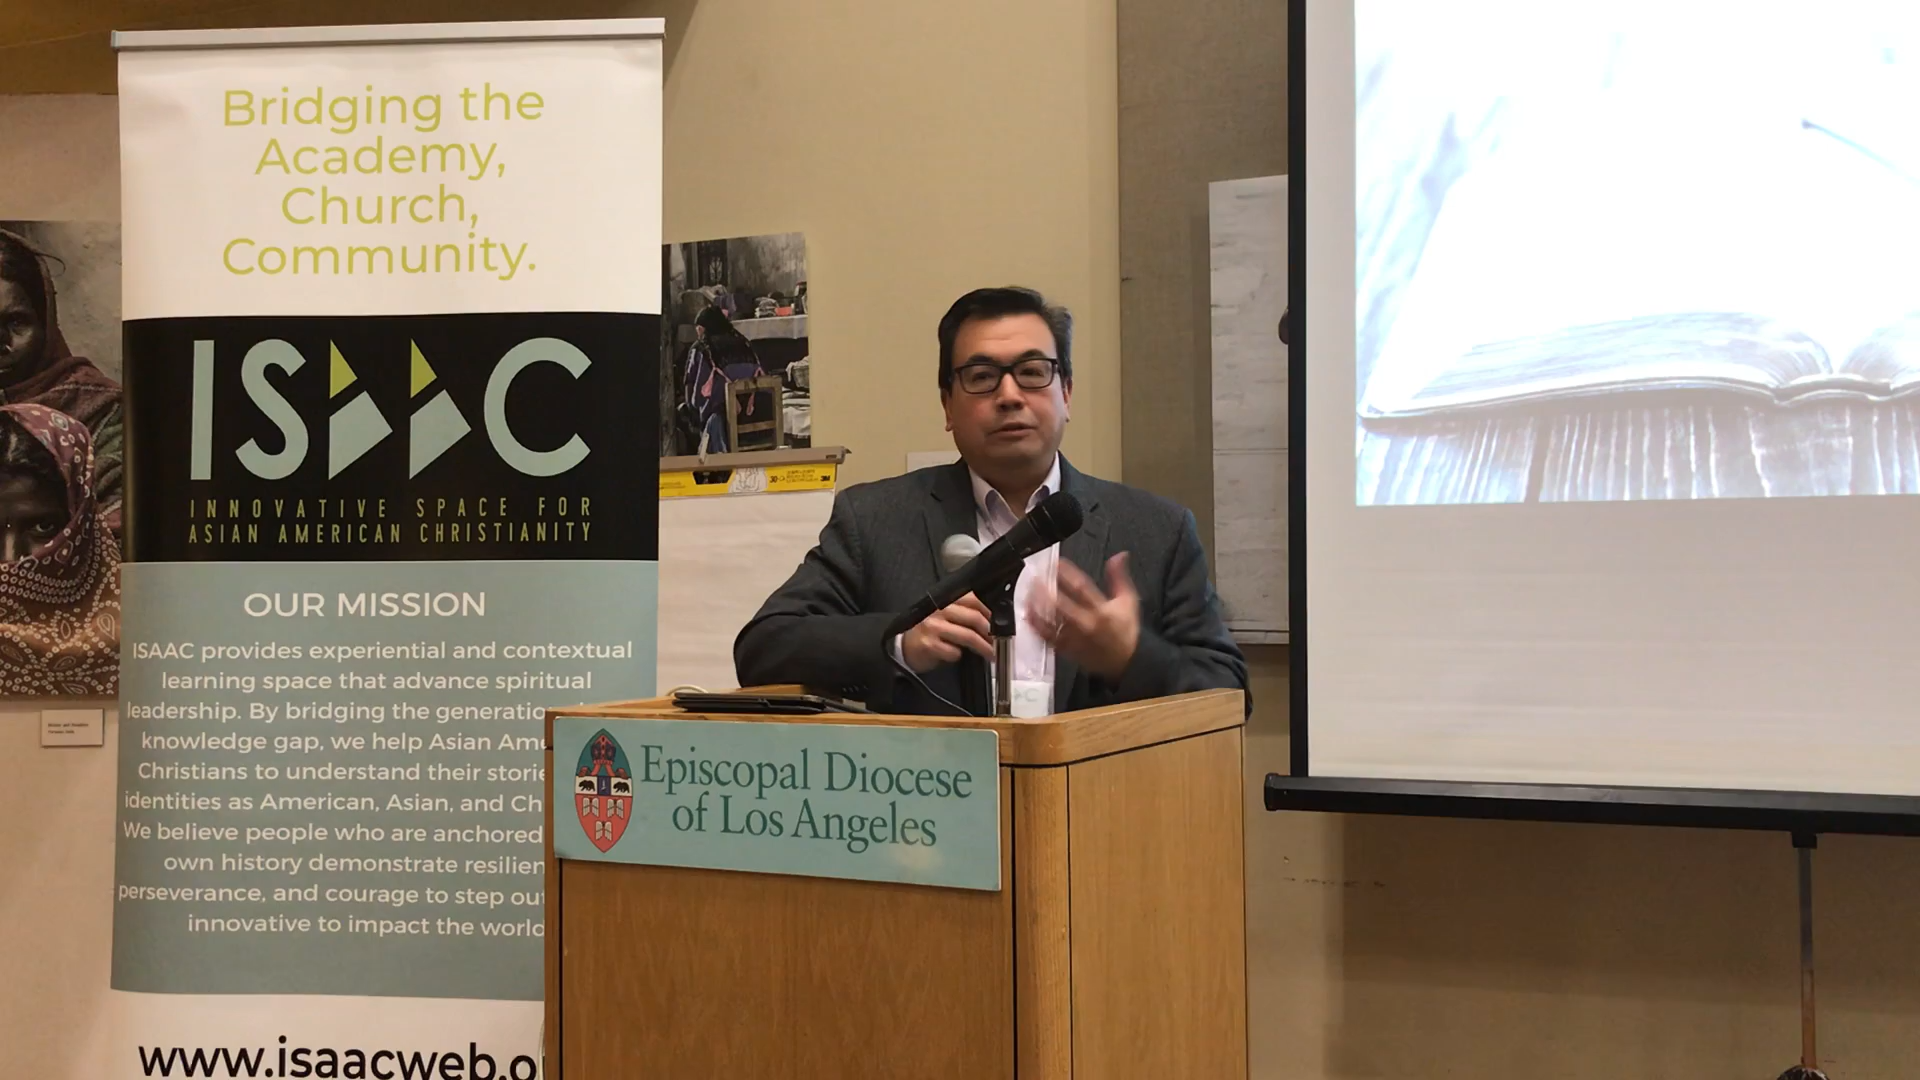 Bridging the
Academy,
Church,
Community.
ISAAC
INNOVATIVE SPACE FOR
ASIAN AMERICAN CHRISTIANITY
OUR MISSION
ISAAC provides experiential and contextual
learning space that advance spiritual
leadership. By bridging the generatio
knowledge gap, we help Asian Am
Christians to understand their storie
identities as American, Asian, and Ch
We believe people who are anchored
own history demonstrate resilien
perseverance, and courage to step ou
innovative to impact the world
www.isaacweb.o
Episcopal Diocese
of Los Angeles
3M